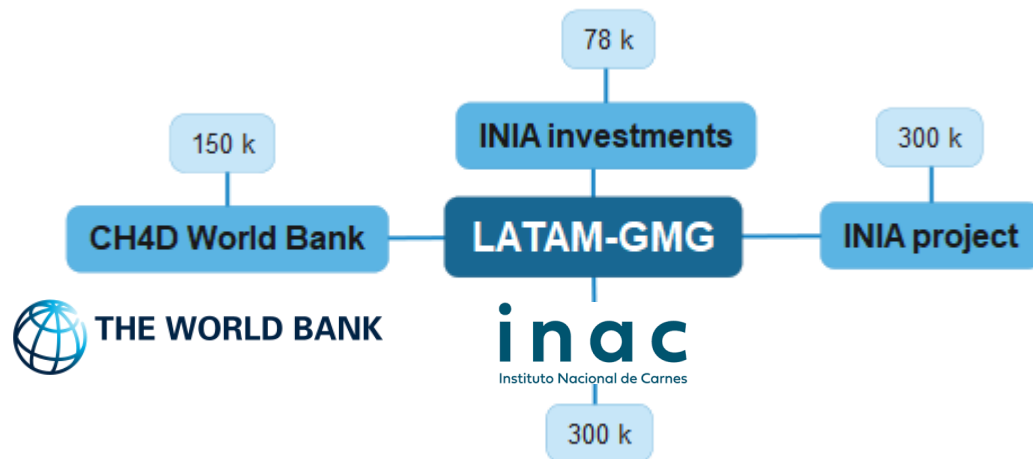 78 k
INIA investments
150 k
300 k
CH4D World Bank
LATAM-GMG
INIA project
THE WORLD BANK
inac
Instituto Nacional de Carnes
300 k